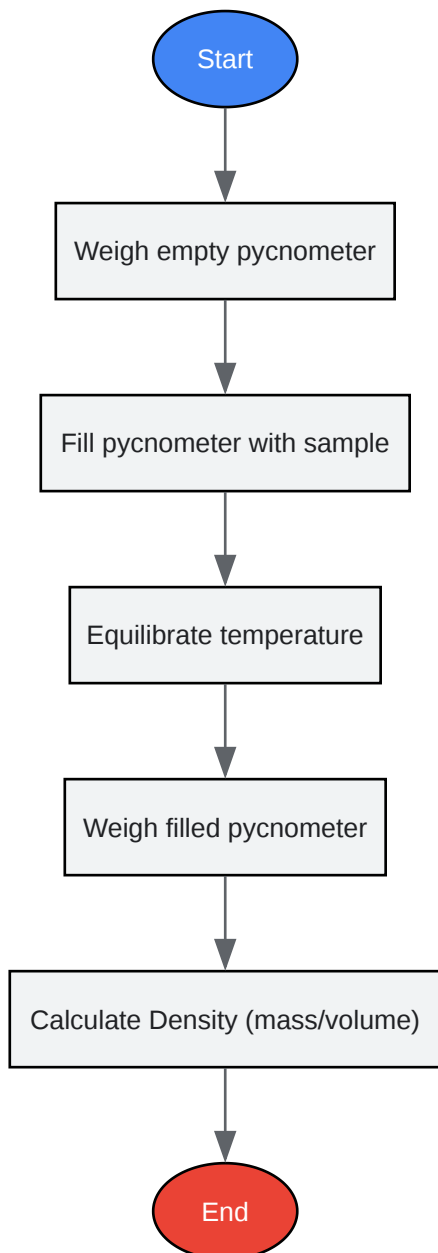 Start
Weigh empty pycnometer
Fill pycnometer with sample
Equilibrate temperature
Weigh filled pycnometer
Calculate Density (mass/volume)
End